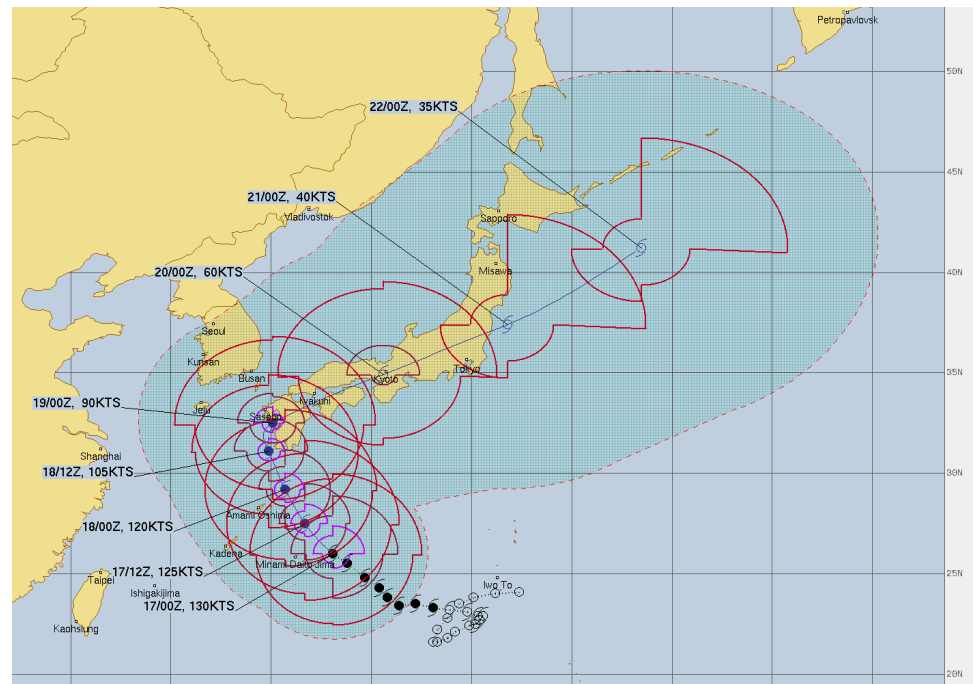 Petropavlovsk
50N
22/00Z, 35KTS
45N
21/00Z, 40KTS
Vladivostok
Sapporo
20/00Z, 60KTS
Misawa
40N
Seoul
Kunsan
Busan
Kyoto
Tokyo
35N
19/00Z, 90KTS
Jeju
Iwakuni
Sasebo
Shanghai
18/12Z, 105KTS
30N
18/00Z, 120KTS
Amami Oshima
Kadena
Minami Daito Jima
17/12Z, 125KTS
Taipei
Ishigakijima
Iwo To
25N
17/00Z, 130KTS
Kaohsiung
20N